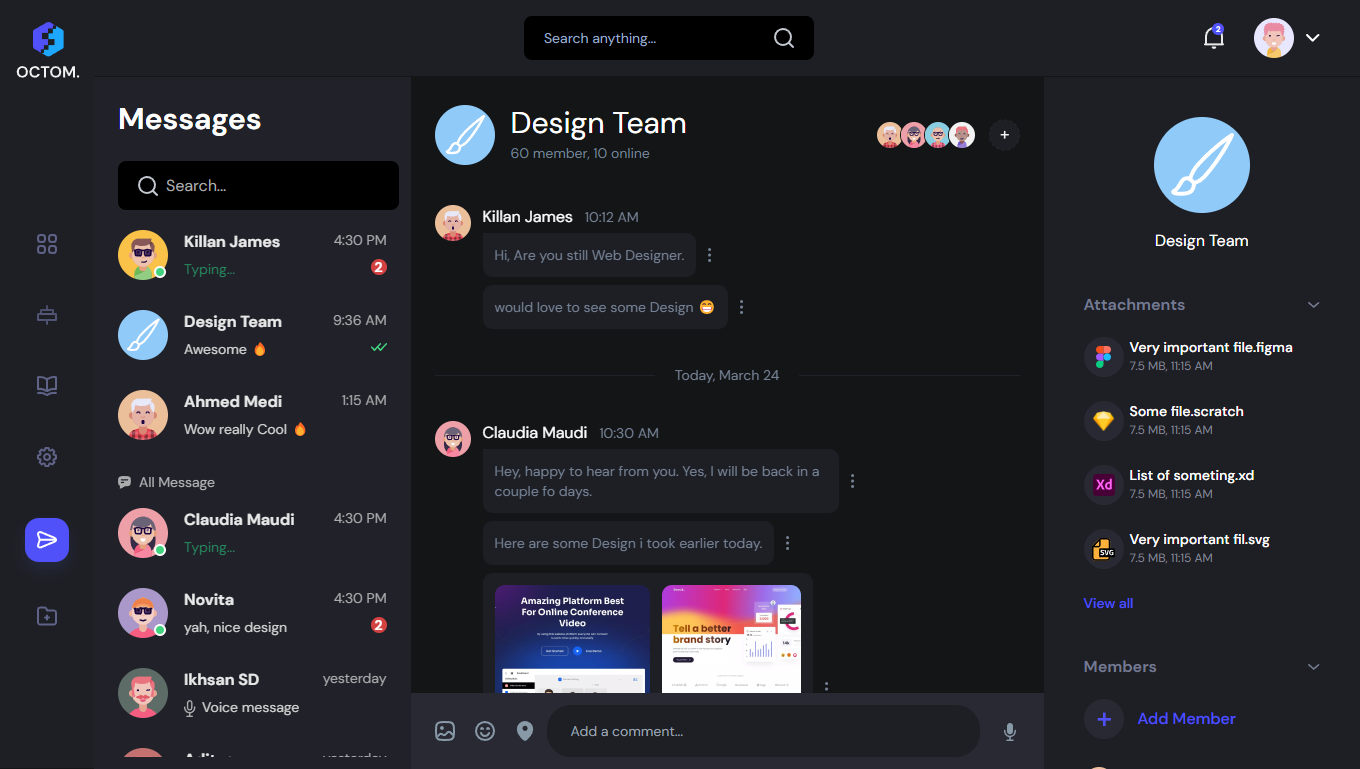 OCTOM.
Search anything...
2
Messages
Search...
Killan James 4:30 PM
Typing... 2
Design Team 9:36 AM
Awesome 🔥
Ahmed Medi 1:15 AM
Wow really Cool 🔥
All Message
Claudia Maudi 4:30 PM
Typing...
Novita 4:30 PM
yah, nice design 2
Ikhsan SD yesterday
Voice message
yesterday
Design Team
60 member, 10 online
+
Killan James 10:12 AM
Hi, Are you still Web Designer.
would love to see some Design 😁
Today, March 24
Claudia Maudi 10:30 AM
Hey, happy to hear from you. Yes, I will be back in a
couple fo days.
Here are some Design i took earlier today.
Amazing Platform Best
For Online Conference
Video
Tell a better
brand story
Add a comment...
Design Team
Attachments
Very important file.figma
7.5 MB, 11:15 AM
Some file.scratch
7.5 MB, 11:15 AM
Xd
List of someting.xd
7.5 MB, 11:15 AM
SVG
Very important fil.svg
7.5 MB, 11:15 AM
View all
Members
+ Add Member